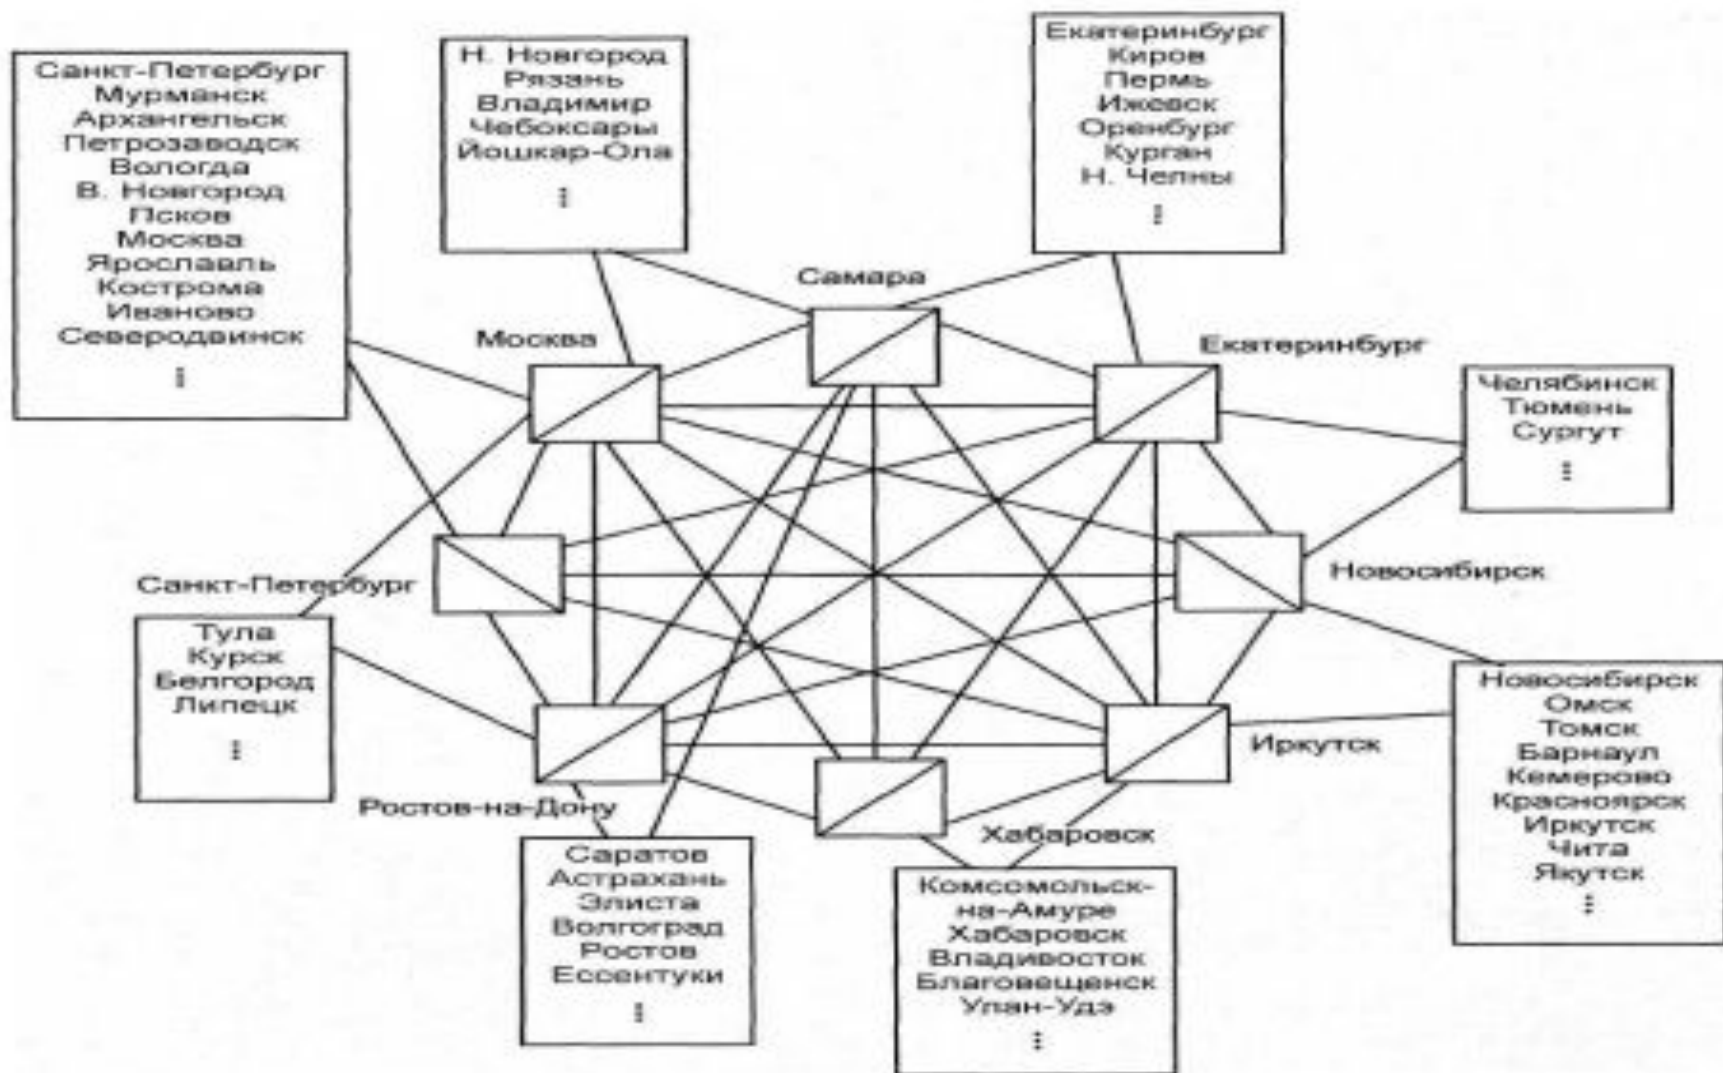 Санкт-Петербург
Мурманск
Архангельск
Петрозаводск
Вологда
В. Новгород
Псков
Москва
Ярославль
Кострома
Иваново
Северодвинск
⋮
Н. Новгород
Рязань
Владимир
Чебоксары
Йошкар-Ола
⋮
Екатеринбург
Киров
Пермь
Ижевск
Оренбург
Курган
Н. Челны
⋮
Самара
Москва
Екатеринбург
Челябинск
Тюмень
Сургут
⋮
Санкт-Петербург
Новосибирск
Тула
Курск
Белгород
Липецк
⋮
Новосибирск
Омск
Томск
Барнаул
Кемерово
Красноярск
Иркутск
Чита
Якутск
⋮
Иркутск
Ростов-на-Дону
Хабаровск
Саратов
Астрахань
Элиста
Волгоград
Ростов
Ессентуки
⋮
Комсомольск-
на-Амуре
Хабаровск
Владивосток
Благовещенск
Улан-Удэ
⋮